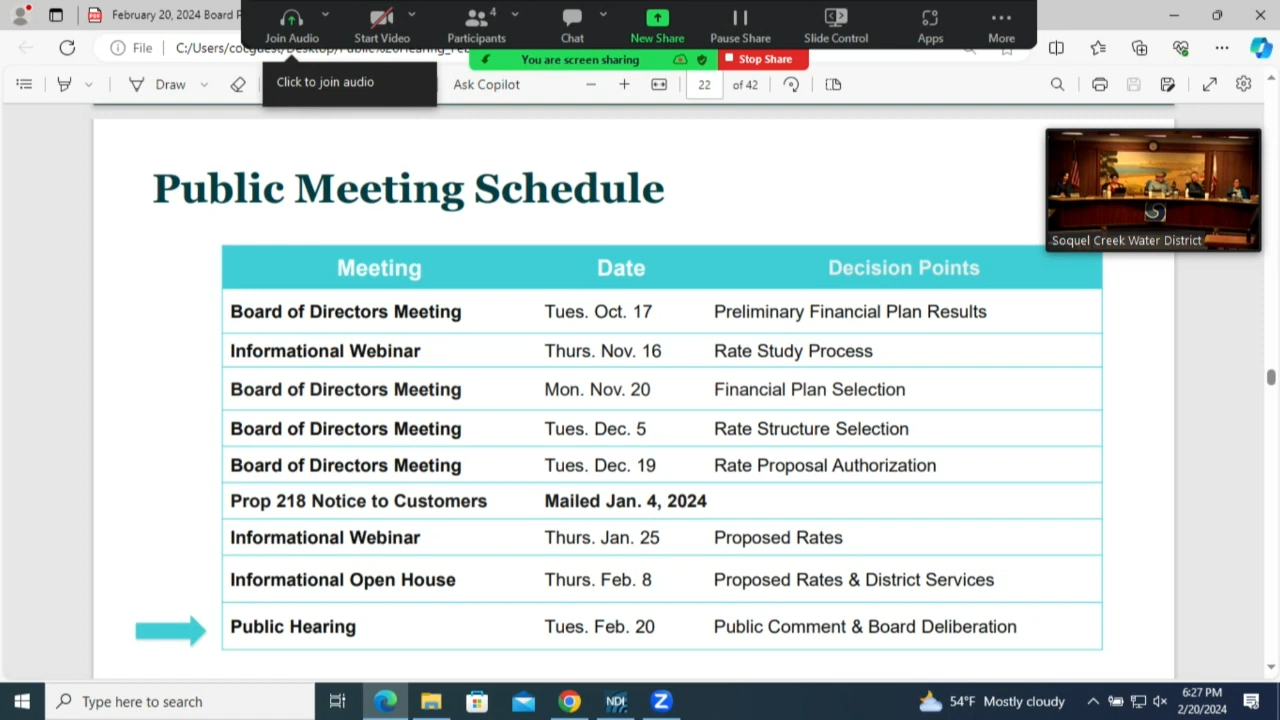 February 20, 2024 Board P
4
Join Audio
Start Video
Participants
Chat
New Share
Pause Share
Slide Control
Apps
More
File
You are screen sharing
Stop Share
Click to join audio
Draw
Ask Copilot
22
of 42
Public Meeting Schedule
Soquel Creek Water District
Meeting Date Decision Points
Board of Directors Meeting Tues. Oct. 17 Preliminary Financial Plan Results
Informational Webinar Thurs. Nov. 16 Rate Study Process
Board of Directors Meeting Mon. Nov. 20 Financial Plan Selection
Board of Directors Meeting Tues. Dec. 5 Rate Structure Selection
Board of Directors Meeting Tues. Dec. 19 Rate Proposal Authorization
Prop 218 Notice to Customers Mailed Jan. 4, 2024
Informational Webinar Thurs. Jan. 25 Proposed Rates
Informational Open House Thurs. Feb. 8 Proposed Rates & District Services
Public Hearing Tues. Feb. 20 Public Comment & Board Deliberation
Type here to search
NDI
54°F Mostly cloudy
6:27 PM
2/20/2024